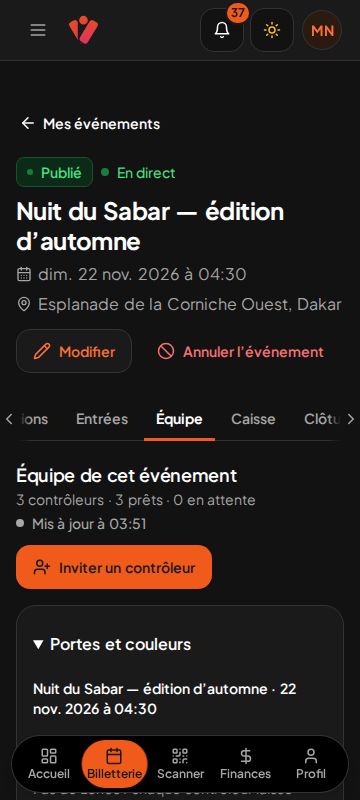 37
MN
Mes événements
Publié
En direct
Nuit du Sabar — édition
d’automne
dim. 22 nov. 2026 à 04:30
Esplanade de la Corniche Ouest, Dakar
Modifier
Annuler l’événement
Entrées
Équipe
Caisse
Équipe de cet événement
3 contrôleurs · 3 prêts · 0 en attente
Mis à jour à 03:51
Inviter un contrôleur
▼ Portes et couleurs
Nuit du Sabar — édition d’automne · 22
nov. 2026 à 04:30
Accueil
Billetterie
Scanner
Finances
Profil